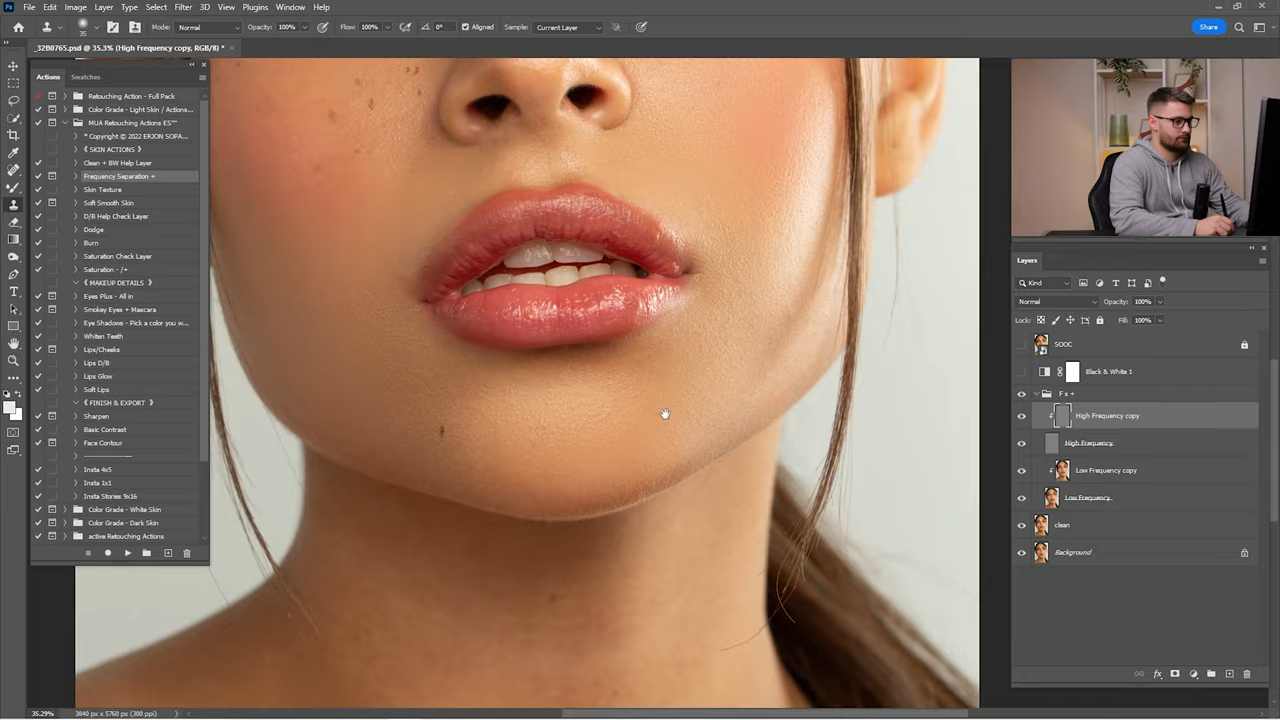 File Edit Image Layer Type Select Filter 3D View Plugins Window Help
35 Mode: Normal Opacity: 100% Flow: 100% 0° Aligned Sample: Current Layer Share
_32B0765.psd @ 35.3% (High Frequency copy, RGB/8) *
Actions Swatches
Retouching Action - Full Pack
Color Grade - Light Skin / Actions...
MUA Retouching Actions ES™
* Copyright © 2022 ERJON SOPA...
《 SKIN ACTIONS 》
Clean + BW Help Layer
Frequency Separation +
Skin Texture
Soft Smooth Skin
D/B Help Check Layer
Dodge
Burn
Saturation Check Layer
Saturation - /+
《 MAKEUP DETAILS 》
Eyes Plus - All in
Smokey Eyes + Mascara
Eye Shadows - Pick a color you w...
Whiten Teeth
Lips/Cheeks
Lips D/B
Lips Glow
Soft Lips
《 FINISH & EXPORT 》
Sharpen
Basic Contrast
Face Contour
--------------------
Insta 4x5
Insta 1x1
Insta Stories 9x16
Color Grade - White Skin
Color Grade - Dark Skin
active Retouching Actions
Layers
Kind
Normal Opacity: 100%
Lock: Fill: 100%
SOOC
Black & White 1
F s +
High Frequency copy
High Frequency
Low Frequency copy
Low Frequency
clean
Background
35.29% 3840 px x 5760 px (300 ppi)